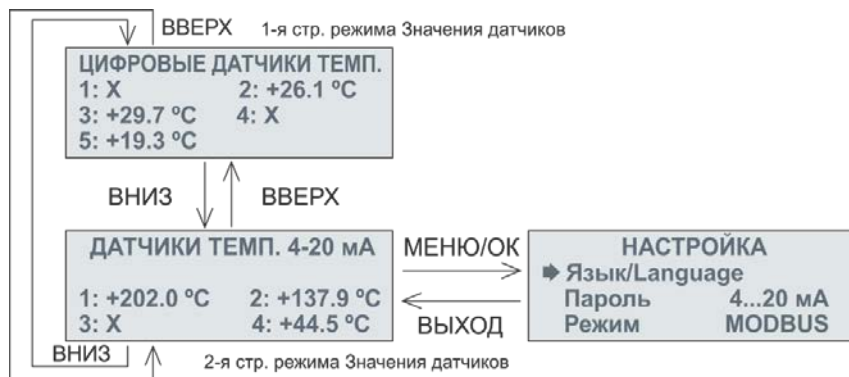 ВВЕРХ 1-я стр. режима Значения датчиков
ЦИФРОВЫЕ ДАТЧИКИ ТЕМП.
1: X 2: +26.1 ºC
3: +29.7 ºC 4: X
5: +19.3 ºC
ВНИЗ ВВЕРХ
ДАТЧИКИ ТЕМП. 4-20 мА
1: +202.0 ºC 2: +137.9 ºC
3: X 4: +44.5 ºC
МЕНЮ/ОК
ВЫХОД
НАСТРОЙКА
Язык/Language
Пароль 4...20 мА
Режим MODBUS
ВНИЗ 2-я стр. режима Значения датчиков